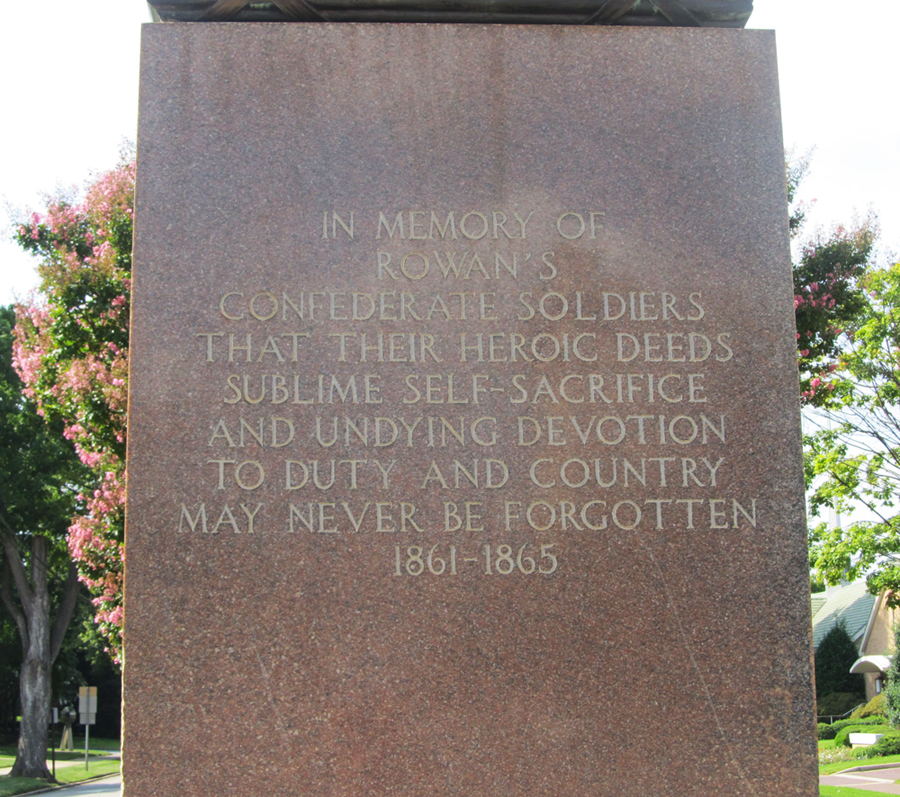 IN MEMORY OF
ROWAN'S
CONFEDERATE SOLDIERS
THAT THEIR HEROIC DEEDS
SUBLIME SELF-SACRIFICE
AND UNDYING DEVOTION
TO DUTY AND COUNTRY
MAY NEVER BE FORGOTTEN
1861-1865